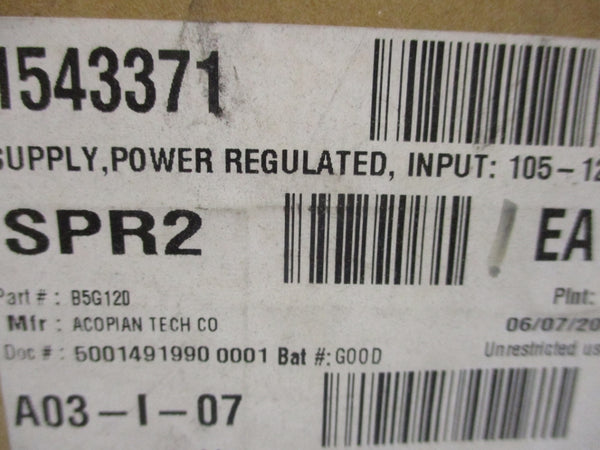 1543371
SUPPLY,POWER REGULATED, INPUT: 105-12
SPR2 EA
Part # : B5G120 Plnt:
Mfr : ACOPIAN TECH CO 06/07/20
Doc # : 5001491990 0001 Bat #:GOOD Unrestricted us
A03-I-07